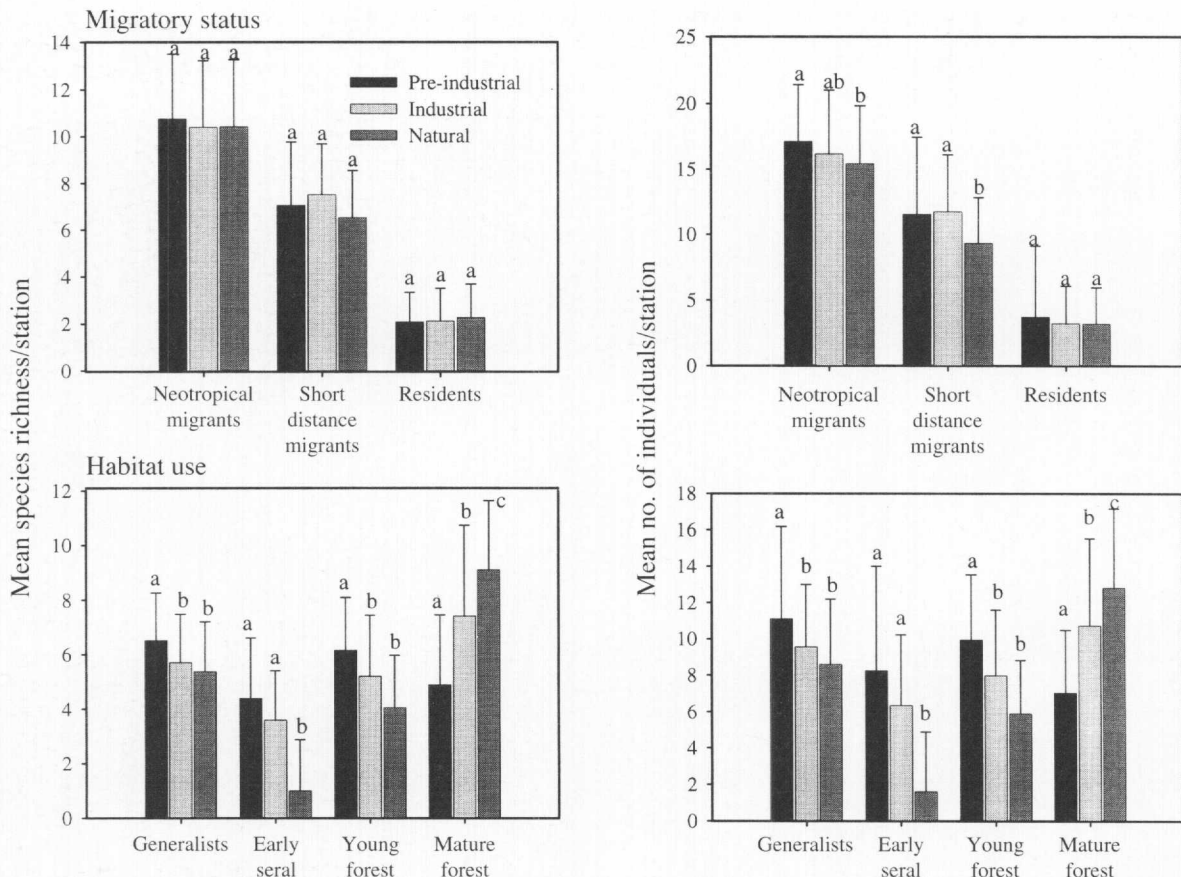 Migratory status
Mean species richness/station
14
12
10
8
6
4
2
0
a
a
a
a
a
a
a
a
a
Pre-industrial
Industrial
Natural
Neotropical
migrants
Short
distance
migrants
Residents
Mean no. of individuals/station
25
20
15
10
5
0
a
ab
b
a
a
b
a
a
a
Neotropical
migrants
Short
distance
migrants
Residents
Habitat use
12
10
8
6
4
2
0
a
b
b
a
a
b
a
b
b
a
b
c
Generalists
Early
seral
Young
forest
Mature
forest
18
16
14
12
10
8
6
4
2
0
a
b
b
a
a
b
a
b
b
a
b
c
Generalists
Early
seral
Young
forest
Mature
forest